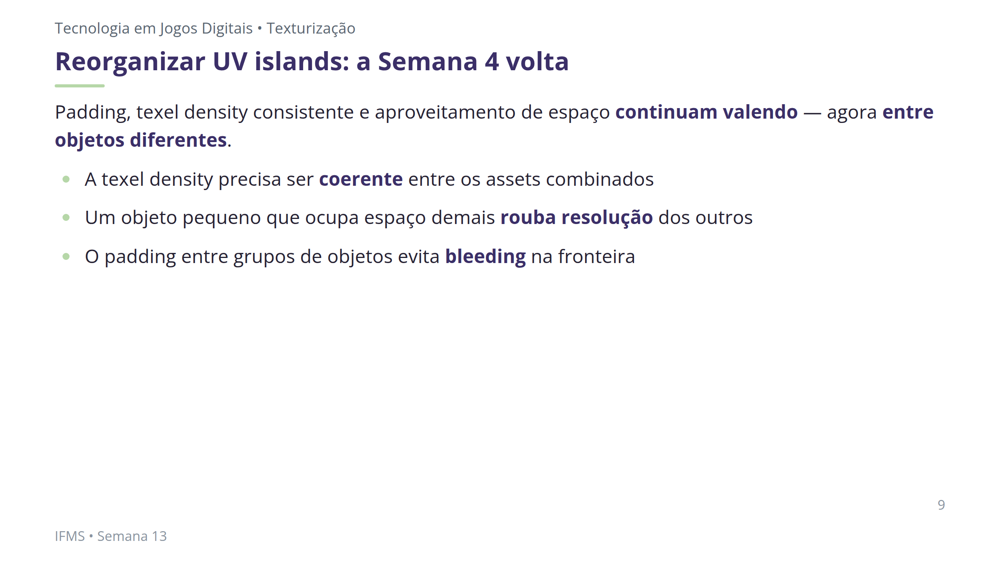 Tecnologia em Jogos Digitais • Texturização
Reorganizar UV islands: a Semana 4 volta
Padding, texel density consistente e aproveitamento de espaço continuam valendo — agora entre
objetos diferentes.
• A texel density precisa ser coerente entre os assets combinados
• Um objeto pequeno que ocupa espaço demais rouba resolução dos outros
• O padding entre grupos de objetos evita bleeding na fronteira
9
IFMS • Semana 13